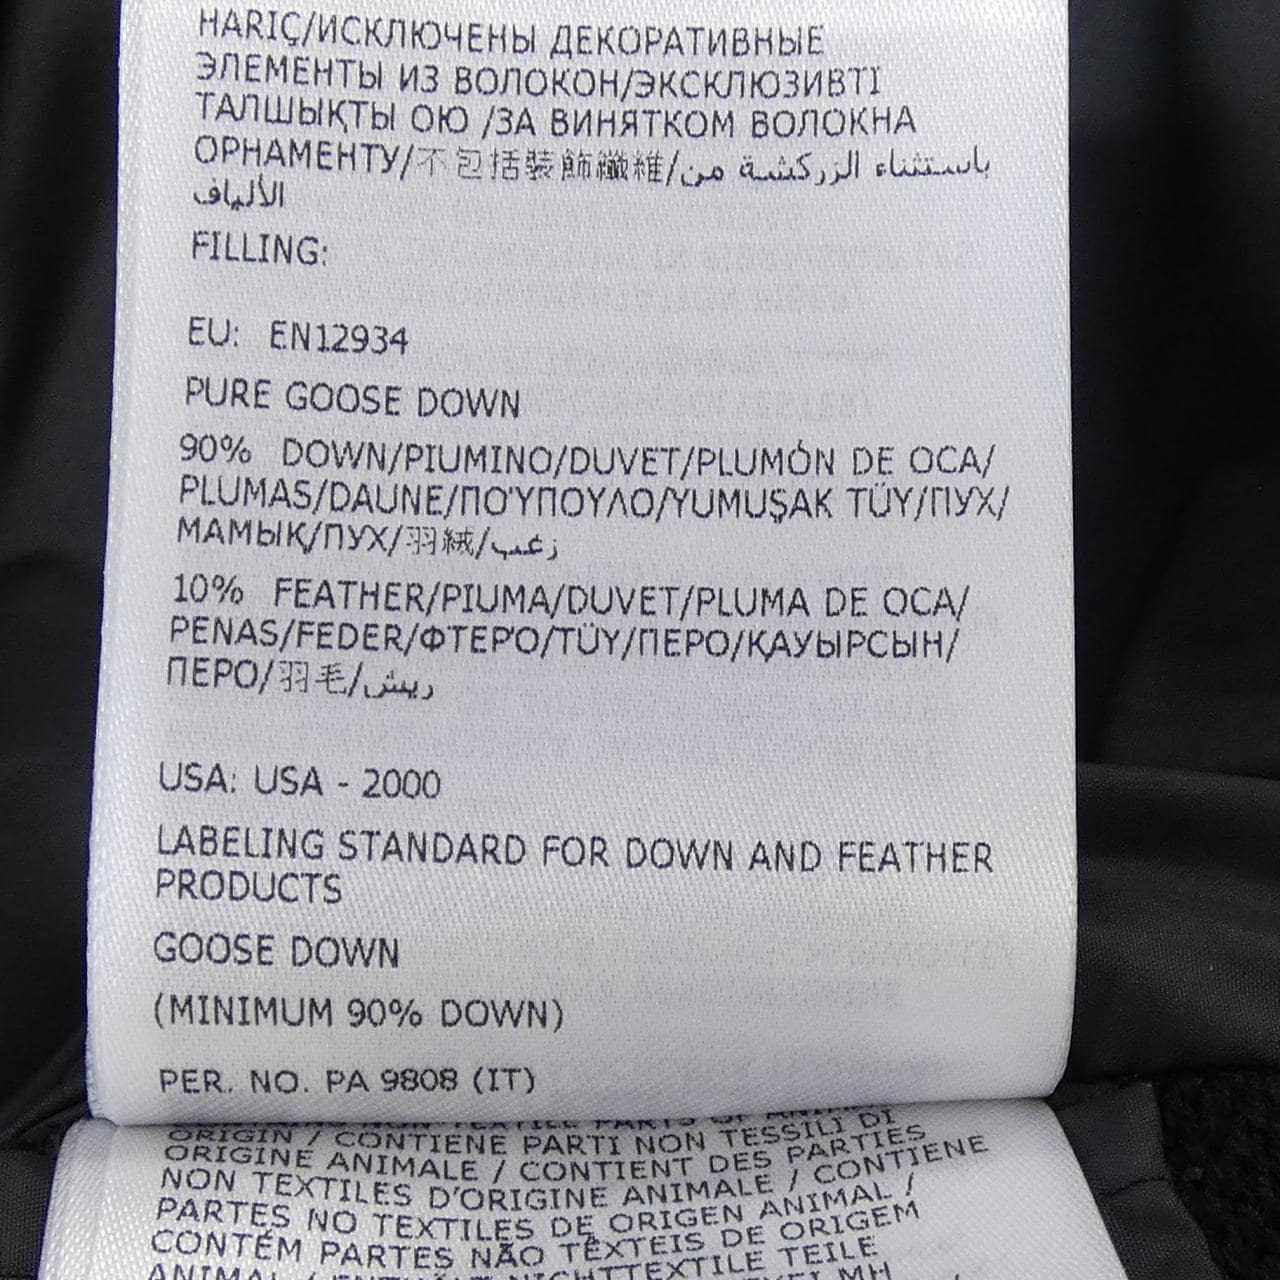 HARIÇ/ИСКЛЮЧЕНЫ ДЕКОРАТИВНЫЕ
ЭЛЕМЕНТЫ ИЗ ВОЛОКОН/ЭКСКЛЮЗИВТІ
ТАЛШЫҚТЫ ОЮ /ЗА ВИНЯТКОМ ВОЛОКНА
ОРНАМЕНТУ/不包括裝飾纖維/باستثناء الزركشة من
الألياف
FILLING:
EU: EN12934
PURE GOOSE DOWN
90% DOWN/PIUMINO/DUVET/PLUMÓN DE OCA/
PLUMAS/DAUNE/ΠΟΎΠΟΥΛΟ/YUMUŞAK TÜY/ПУХ/
МАМЫҚ/ПУХ/羽絨/زغب
10% FEATHER/PIUMA/DUVET/PLUMA DE OCA/
PENAS/FEDER/ΦΤΕΡΌ/TÜY/ПЕРО/ҚАУЫРСЫН/
ПЕРО/羽毛/ريش
USA: USA - 2000
LABELING STANDARD FOR DOWN AND FEATHER
PRODUCTS
GOOSE DOWN
(MINIMUM 90% DOWN)
PER. NO. PA 9808 (IT)
ORIGIN / CONTIENE PARTI NON TESSILI DI
ORIGINE ANIMALE / CONTIENT DES PARTIES
NON TEXTILES D'ORIGINE ANIMALE / CONTIENE
PARTES NO TEXTILES DE ORIGEN ANIMAL /
CONTÉM PARTES NÃO TÊXTEIS DE ORIGEM